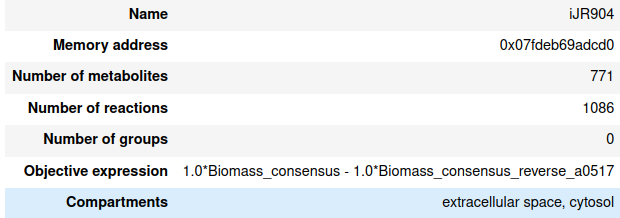 Name iJR904
Memory address 0x07fdeb69adcd0
Number of metabolites 771
Number of reactions 1086
Number of groups 0
Objective expression 1.0*Biomass_consensus - 1.0*Biomass_consensus_reverse_a0517
Compartments extracellular space, cytosol